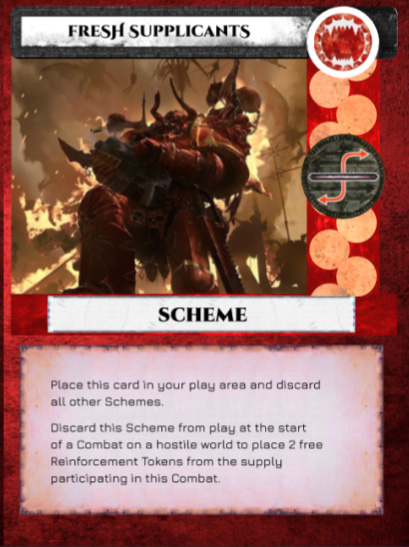 FRESH SUPPLICANTS
SCHEME
Place this card in your play area and discard
all other Schemes.
Discard this Scheme from play at the start
of a Combat on a hostile world to place 2 free
Reinforcement Tokens from the supply
participating in this Combat.